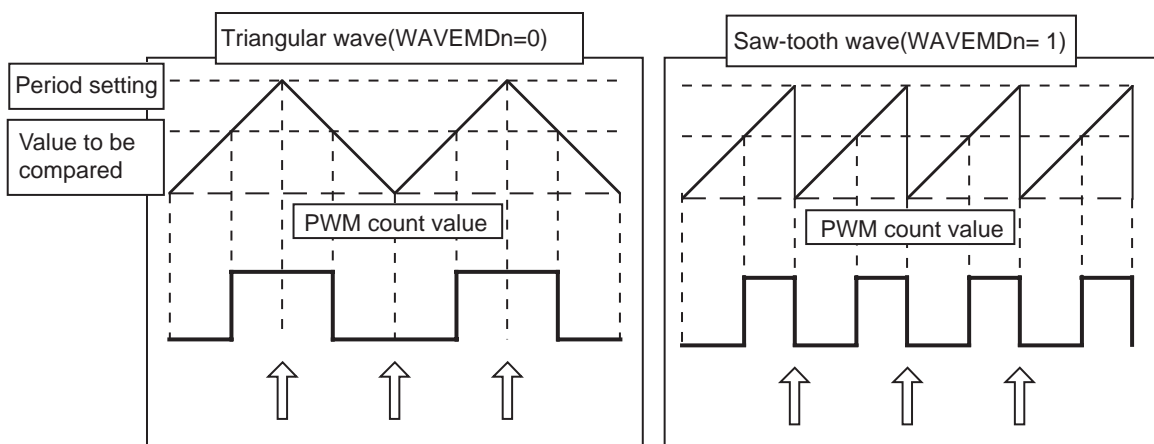 Triangular wave(WAVEMDn=0)
Saw-tooth wave(WAVEMDn= 1)
Period setting
Value to be
compared
PWM count value
PWM count value